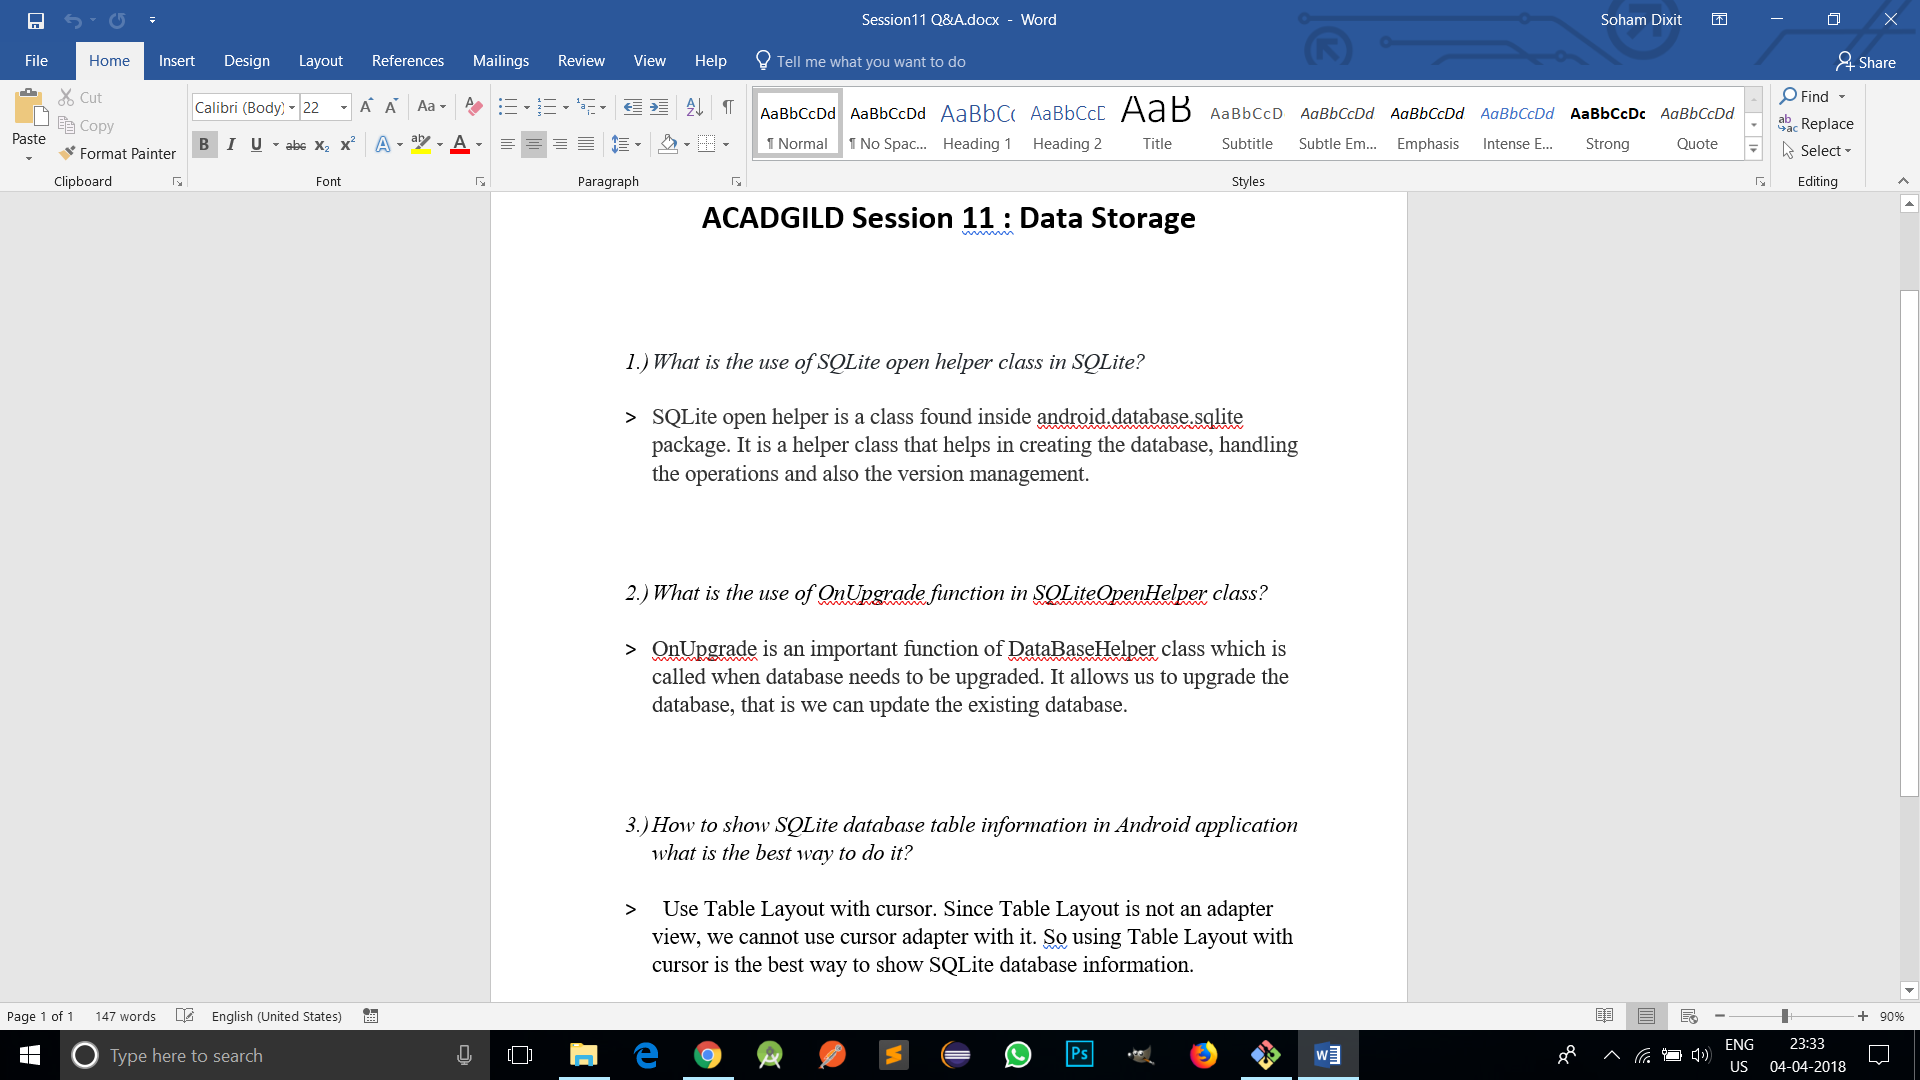 Session11 Q&A.docx - Word
Soham Dixit
File Home Insert Design Layout References Mailings Review View Help Tell me what you want to do
Share
Paste
Cut
Copy
Format Painter
Clipboard
Calibri (Body) 22
Font
Paragraph
AaBbCcDd AaBbCcDd AaBbCc AaBbCcD AaB AaBbCcD AaBbCcDd AaBbCcDd AaBbCcDd AaBbCcDc AaBbCcDd
¶ Normal ¶ No Spac... Heading 1 Heading 2 Title Subtitle Subtle Em... Emphasis Intense E... Strong Quote
Styles
Find
Replace
Select
Editing
ACADGILD Session 11 : Data Storage
1.) What is the use of SQLite open helper class in SQLite?
> SQLite open helper is a class found inside android.database.sqlite
package. It is a helper class that helps in creating the database, handling
the operations and also the version management.
2.) What is the use of OnUpgrade function in SQLiteOpenHelper class?
> OnUpgrade is an important function of DataBaseHelper class which is
called when database needs to be upgraded. It allows us to upgrade the
database, that is we can update the existing database.
3.) How to show SQLite database table information in Android application
what is the best way to do it?
> Use Table Layout with cursor. Since Table Layout is not an adapter
view, we cannot use cursor adapter with it. So using Table Layout with
cursor is the best way to show SQLite database information.
Page 1 of 1 147 words English (United States)
90%
Type here to search
ENG
US
23:33
04-04-2018